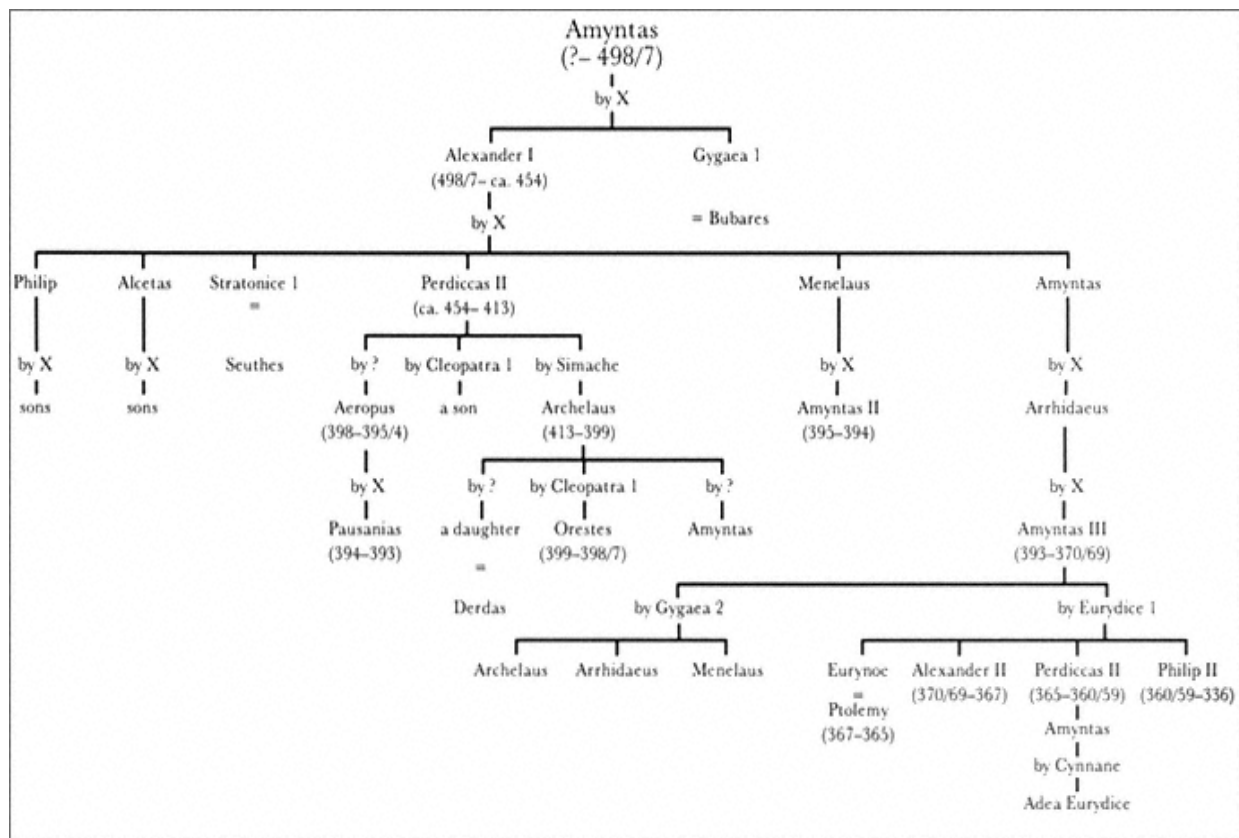 Amyntas
(?– 498/7)
by X
Alexander I Gygaea 1
(498/7– ca. 454)
by X = Bubares
Philip Alcetas Stratonice 1 Perdiccas II Menelaus Amyntas
= (ca. 454– 413)
by X by X Seuthes by ? by Cleopatra 1 by Simache by X by X
sons sons Aeropus a son Archelaus Amyntas II Arrhidaeus
(398–395/4) (413–399) (395–394)
by X by ? by Cleopatra 1 by ? by X
Pausanias a daughter Orestes Amyntas Amyntas III
(394–393) = (399–398/7) (393–370/69)
Derdas by Gygaea 2 by Eurydice 1
Archelaus Arrhidaeus Menelaus Eurynoe Alexander II Perdiccas II Philip II
= (370/69–367) (365–360/59) (360/59–336)
Ptolemy
(367–365) Amyntas
by Cynnane
Adea Eurydice